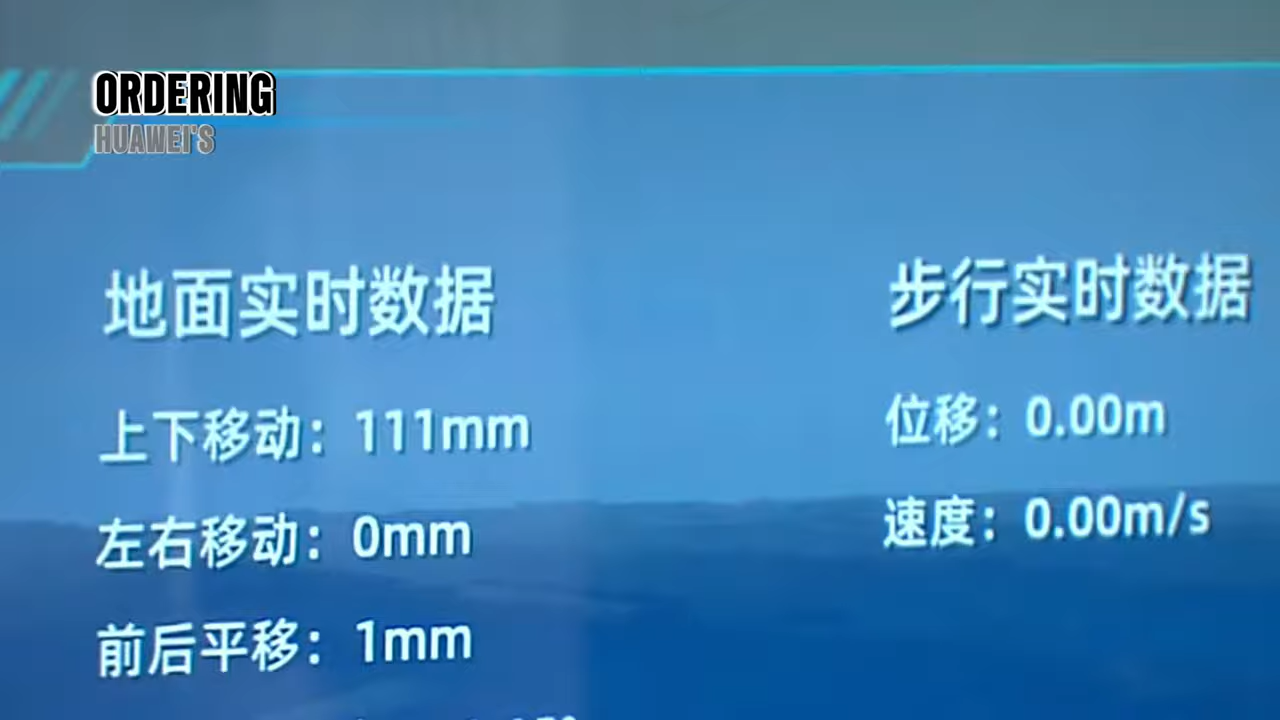 ORDERING
HUAWEI'S
地面实时数据
上下移动：111mm
左右移动：0mm
前后平移：1mm
步行实时数据
位移：0.00m
速度：0.00m/s